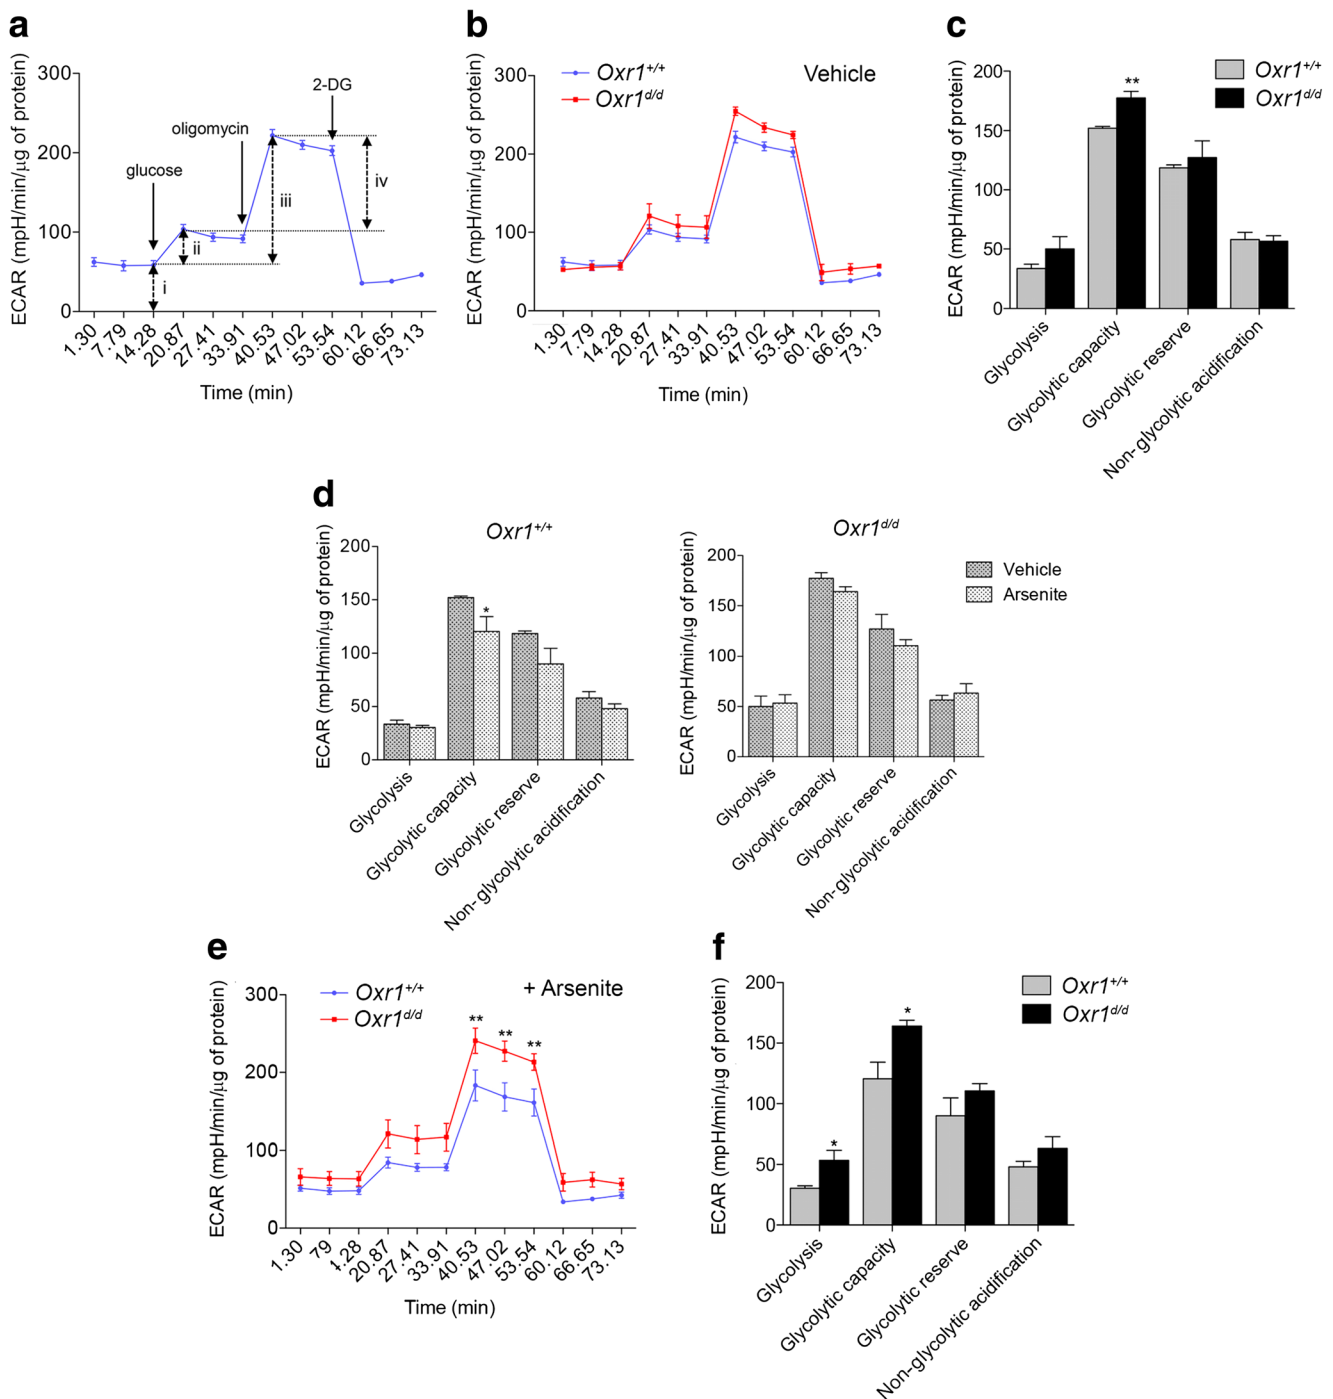 a
ECAR (mpH/min/µg of protein)
300
200
100
0
glucose
oligomycin
2-DG
i
ii
iii
iv
1.30
7.79
14.28
20.87
27.41
33.91
40.53
47.02
53.54
60.12
66.65
73.13
Time (min)
b
ECAR (mpH/min/µg of protein)
300
200
100
0
Oxr1+/+
Oxr1d/d
Vehicle
1.30
7.79
14.28
20.87
27.41
33.91
40.53
47.02
53.54
60.12
66.65
73.13
Time (min)
c
ECAR (mpH/min/µg of protein)
200
150
100
50
0
**
Oxr1+/+
Oxr1d/d
Glycolysis
Glycolytic capacity
Glycolytic reserve
Non-glycolytic acidification
d
Oxr1+/+
ECAR (mpH/min/µg of protein)
200
150
100
50
0
*
Glycolysis
Glycolytic capacity
Glycolytic reserve
Non-glycolytic acidification
Oxr1d/d
ECAR (mpH/min/µg of protein)
200
150
100
50
0
Vehicle
Arsenite
Glycolysis
Glycolytic capacity
Glycolytic reserve
Non-glycolytic acidification
e
ECAR (mpH/min/µg of protein)
300
200
100
0
Oxr1+/+
Oxr1d/d
+ Arsenite
**
**
**
1.30
79
1.28
20.87
27.41
33.91
40.53
47.02
53.54
60.12
66.65
73.13
Time (min)
f
ECAR (mpH/min/µg of protein)
200
150
100
50
0
*
*
Oxr1+/+
Oxr1d/d
Glycolysis
Glycolytic capacity
Glycolytic reserve
Non-glycolytic acidification